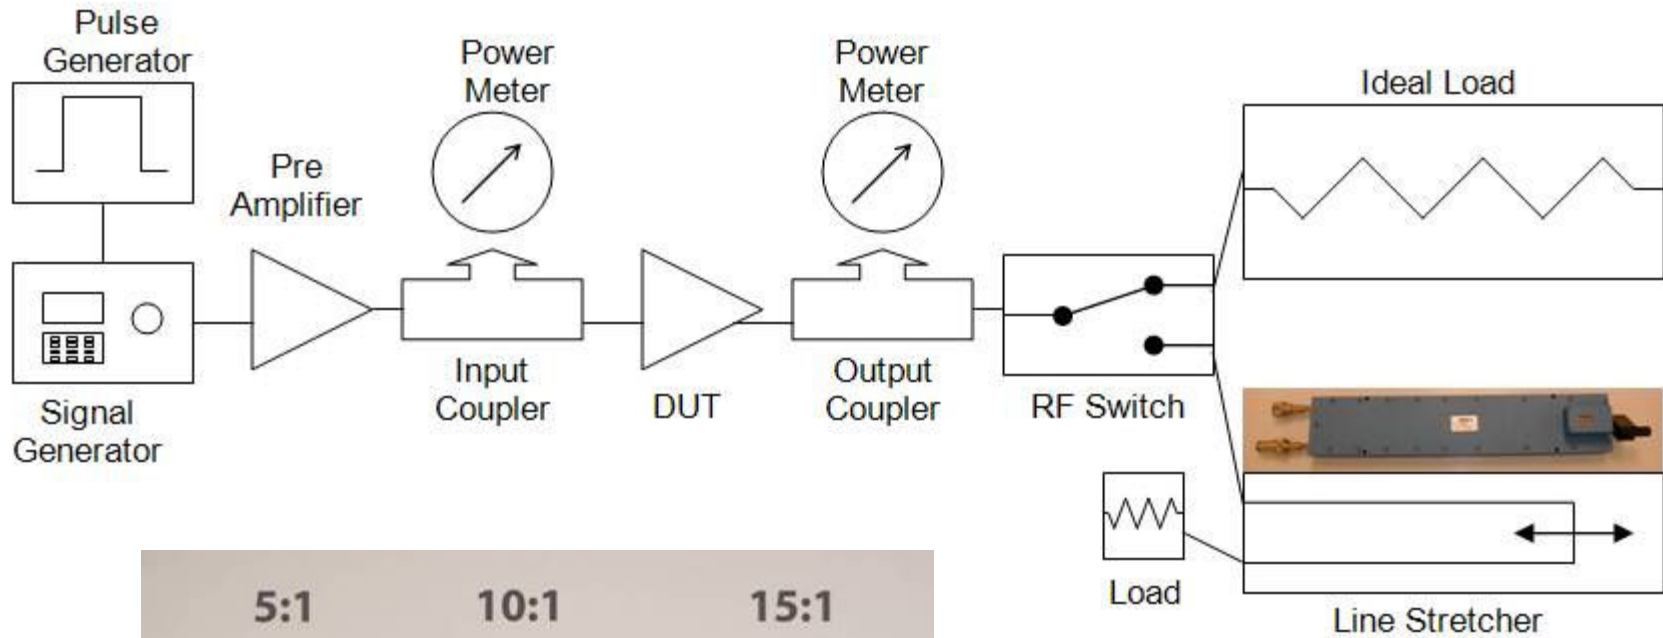 Pulse
Generator
Power
Meter
Power
Meter
Ideal Load
Pre
Amplifier
Signal
Generator
Input
Coupler
DUT
Output
Coupler
RF Switch
Load
Line Stretcher
5:1
10:1
15:1